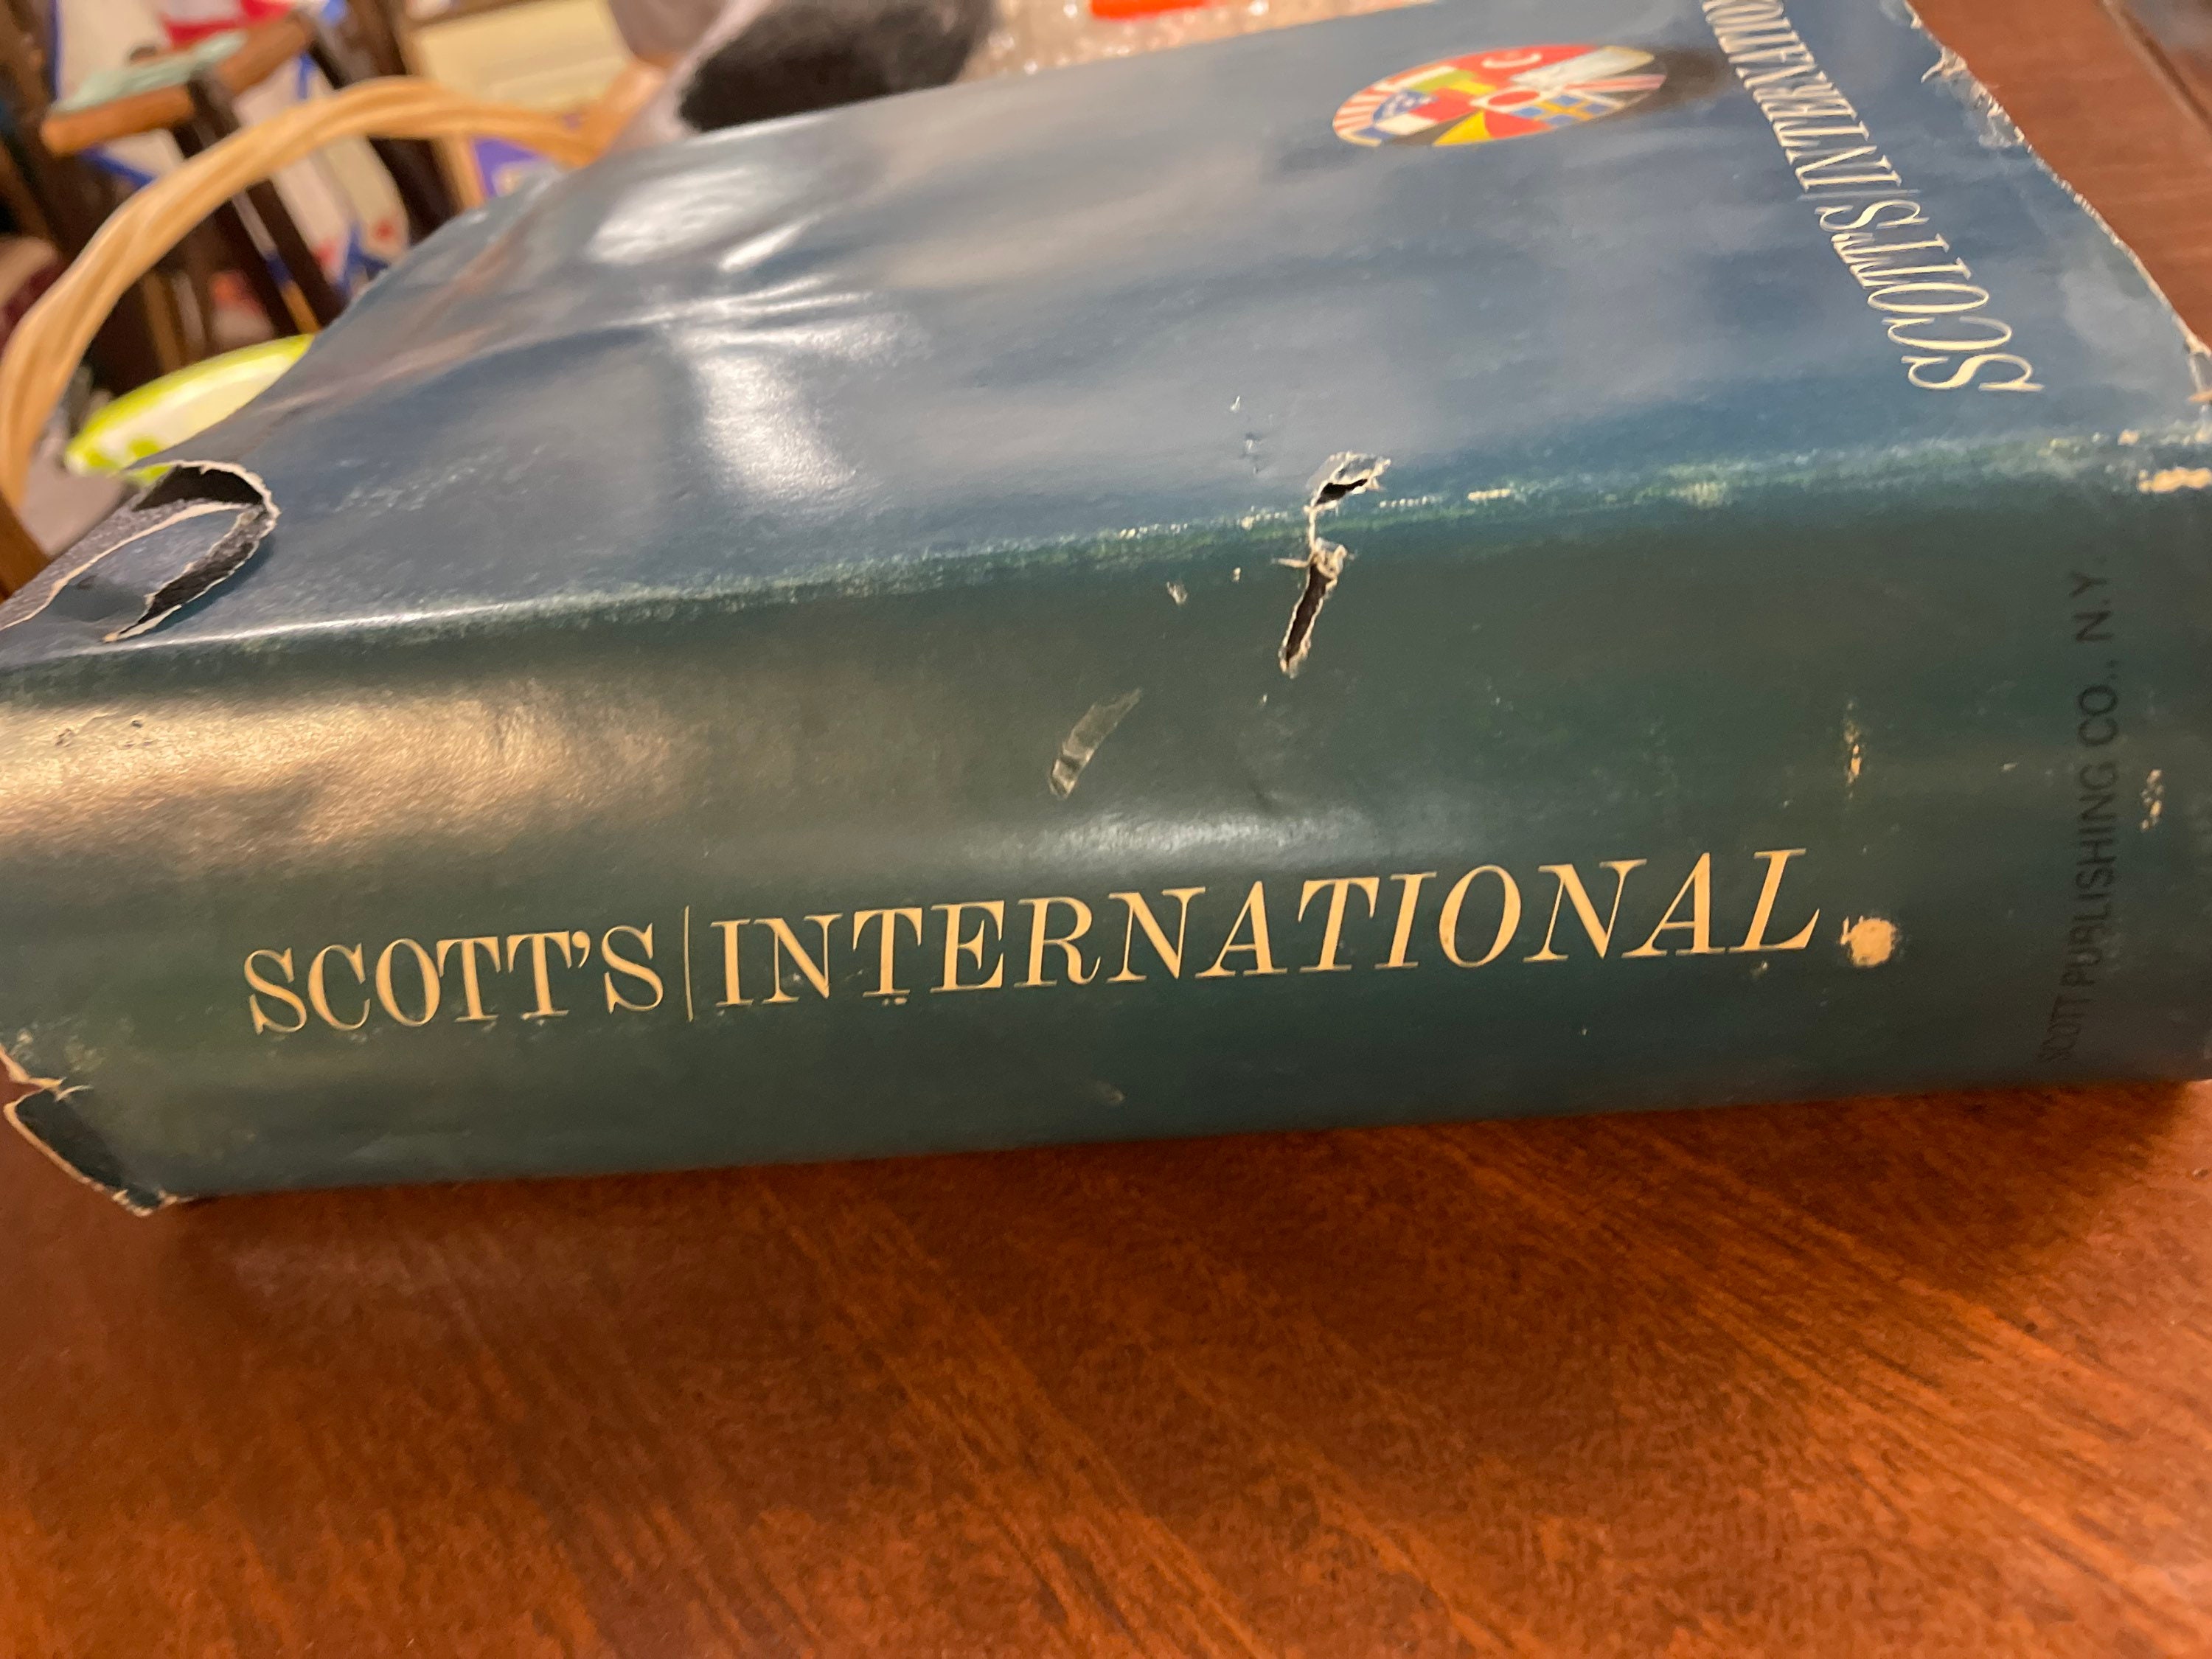 SCOTT'S|INTERNATIONAL
SCOTT PUBLISHING CO., N.Y.
SCOTT'S|INTERNATIO